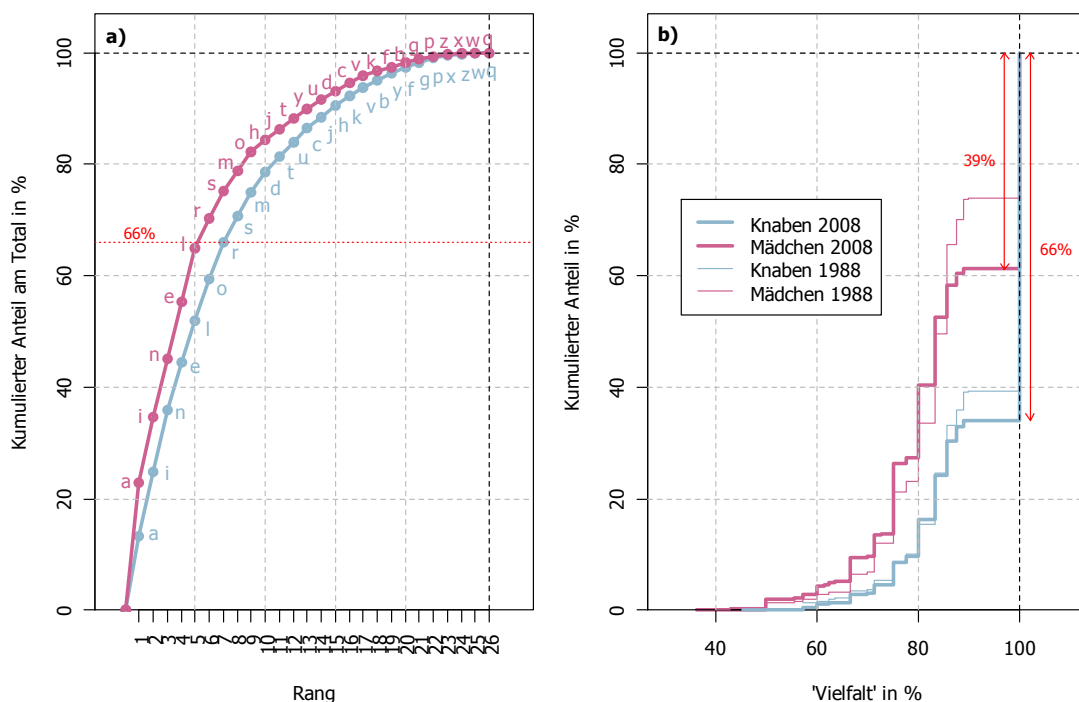 a)
Kumulierter Anteil am Total in %
0
20
40
60
80
100
66%
a
i
n
e
l
r
s
m
o
h
j
t
y
u
d
c
v
k
f
b
g
p
z
x
w
q
a
i
n
e
l
o
r
s
m
d
t
u
c
j
h
k
v
b
y
f
g
p
x
z
w
q
1
2
3
4
5
6
7
8
9
10
11
12
13
14
15
16
17
18
19
20
21
22
23
24
25
26
Rang
b)
Kumulierter Anteil in %
0
20
40
60
80
100
39%
66%
Knaben 2008
Mädchen 2008
Knaben 1988
Mädchen 1988
40
60
80
100
'Vielfalt' in %